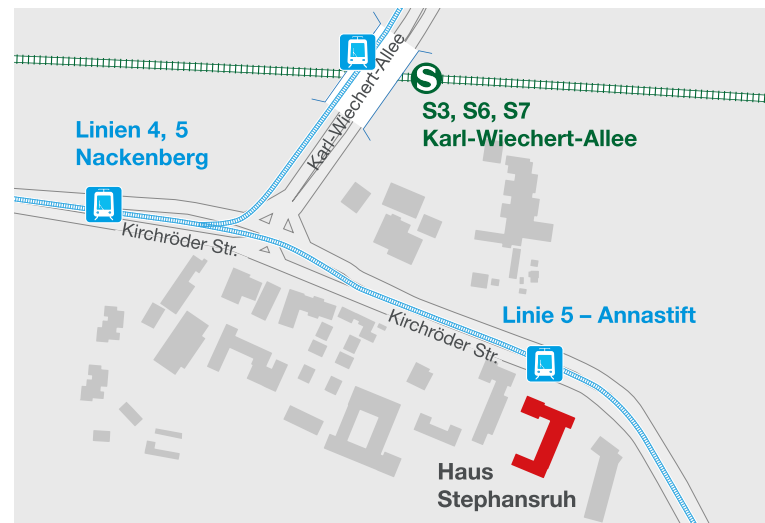 Karl-Wiechert-Allee
S
S3, S6, S7
Karl-Wiechert-Allee
Linien 4, 5
Nackenberg
Kirchröder Str.
Linie 5 – Annastift
Kirchröder Str.
Haus
Stephansruh